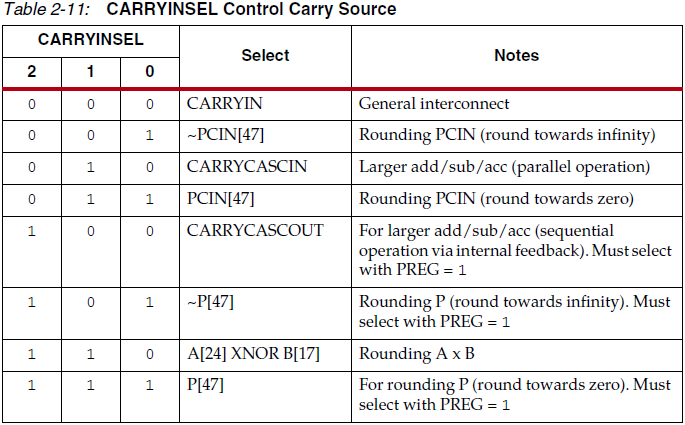 Table 2-11: CARRYINSEL Control Carry Source
CARRYINSEL Select Notes
2 1 0
0 0 0 CARRYIN General interconnect
0 0 1 ~PCIN[47] Rounding PCIN (round towards infinity)
0 1 0 CARRYCASCIN Larger add/sub/acc (parallel operation)
0 1 1 PCIN[47] Rounding PCIN (round towards zero)
1 0 0 CARRYCASCOUT For larger add/sub/acc (sequential
operation via internal feedback). Must select
with PREG = 1
1 0 1 ~P[47] Rounding P (round towards infinity). Must
select with PREG = 1
1 1 0 A[24] XNOR B[17] Rounding A x B
1 1 1 P[47] For rounding P (round towards zero). Must
select with PREG = 1